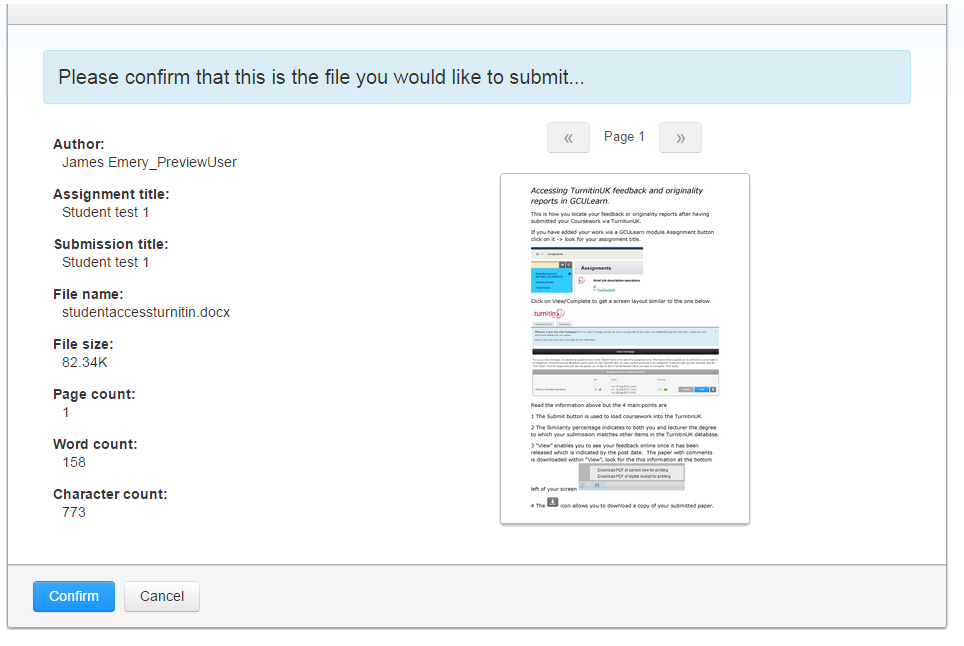 Please confirm that this is the file you would like to submit...
Author:
James Emery_PreviewUser
Assignment title:
Student test 1
Submission title:
Student test 1
File name:
studentaccessturnitin.docx
File size:
82.34K
Page count:
1
Word count:
158
Character count:
773
« Page 1 »
Accessing TurnitinUK feedback and originality
reports in GCULearn.
This is how you locate your feedback or originality reports after having
submitted your Coursework via TurnitunUK.
If you have added your work via a GCULearn module Assignment button
click on it -> look for your assignment title.
Assignments
Assignments
Hotel job description operations
Click on View/Complete to get a screen layout similar to the one below.
turnitin
Read the information above but the 4 main points are
1 The Submit button is used to load coursework into the TurnitinUK
2 The Similarity percentage indicates to both you and lecturer the degree
to which your submission matches other items in the TurnitinUK database.
3 "View" enables you to see your feedback online once it has been
released which is indicated by the post date. The paper with comments
is downloaded within "View", look for the this information at the bottom
Download PDF of current view for printing
Download PDF of digital receipt for printing
left of your screen
4 The icon allows you to download a copy of your submitted paper.
Confirm Cancel